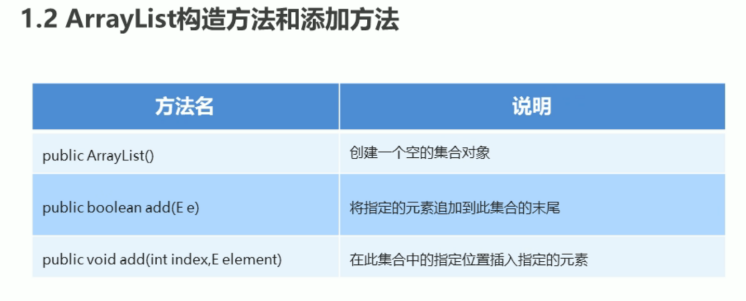 1.2 ArrayList构造方法和添加方法
方法名 说明
public ArrayList() 创建一个空的集合对象
public boolean add(E e) 将指定的元素追加到此集合的末尾
public void add(int index,E element) 在此集合中的指定位置插入指定的元素